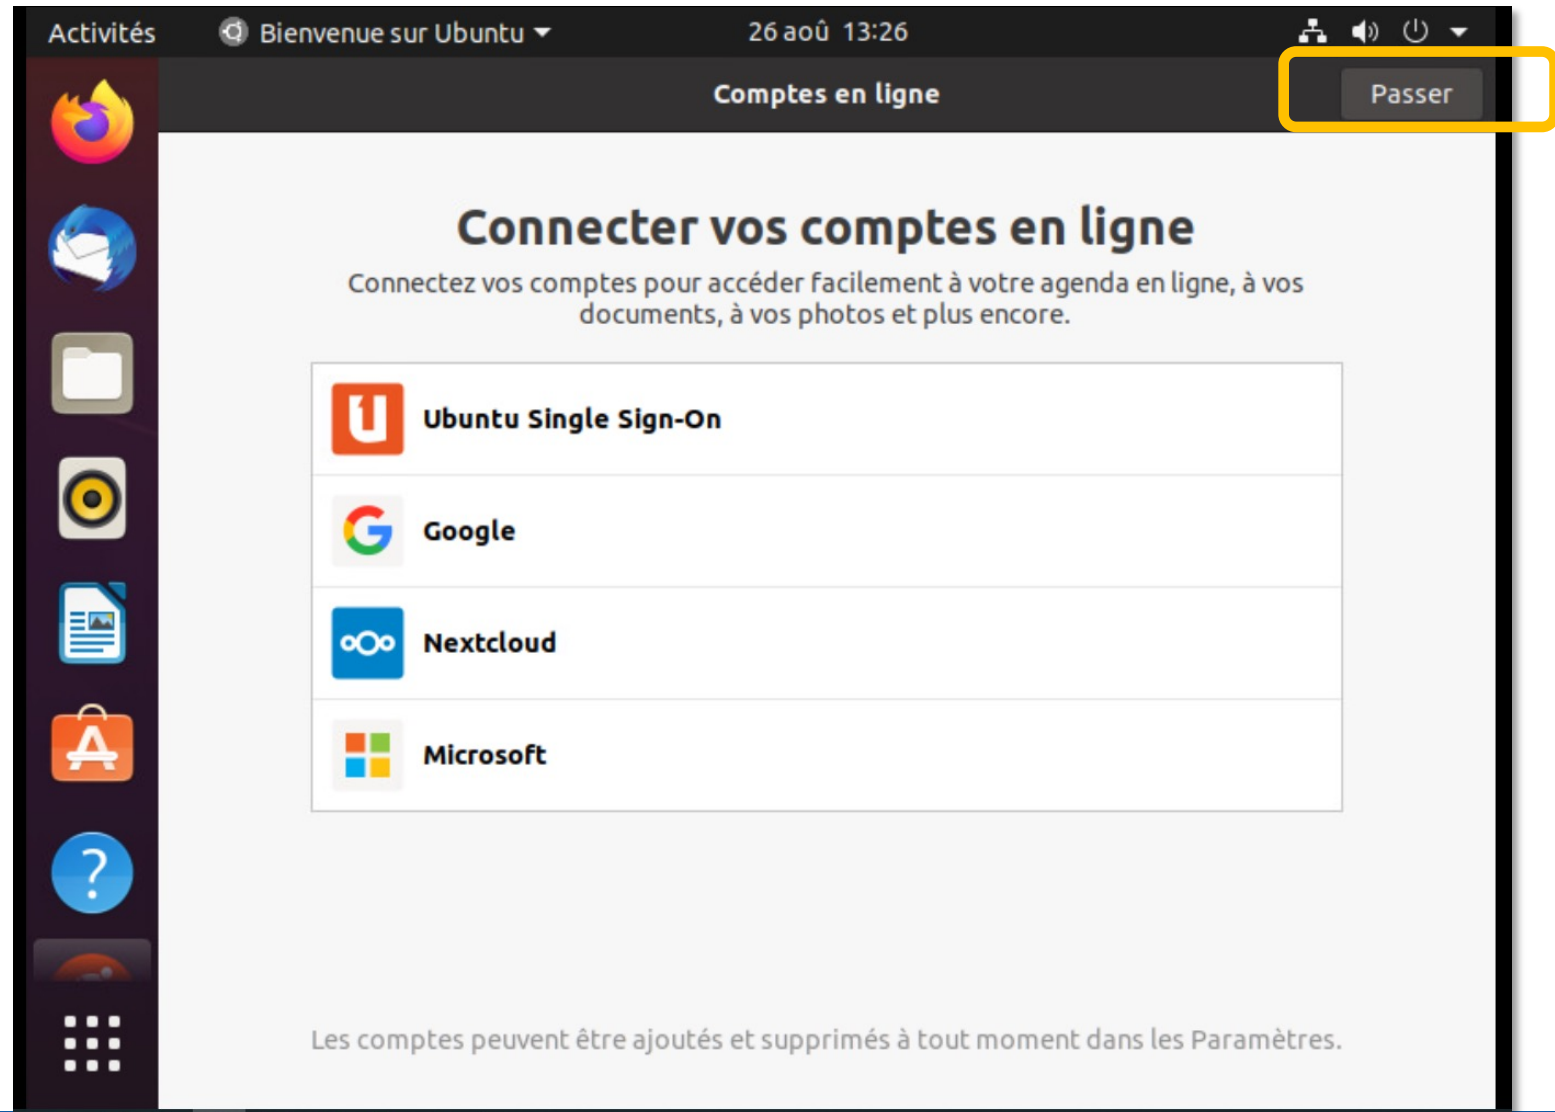 Activités Bienvenue sur Ubuntu 26 aoû 13:26
Comptes en ligne Passer
Connecter vos comptes en ligne
Connectez vos comptes pour accéder facilement à votre agenda en ligne, à vos
documents, à vos photos et plus encore.
Ubuntu Single Sign-On
Google
Nextcloud
Microsoft
Les comptes peuvent être ajoutés et supprimés à tout moment dans les Paramètres.